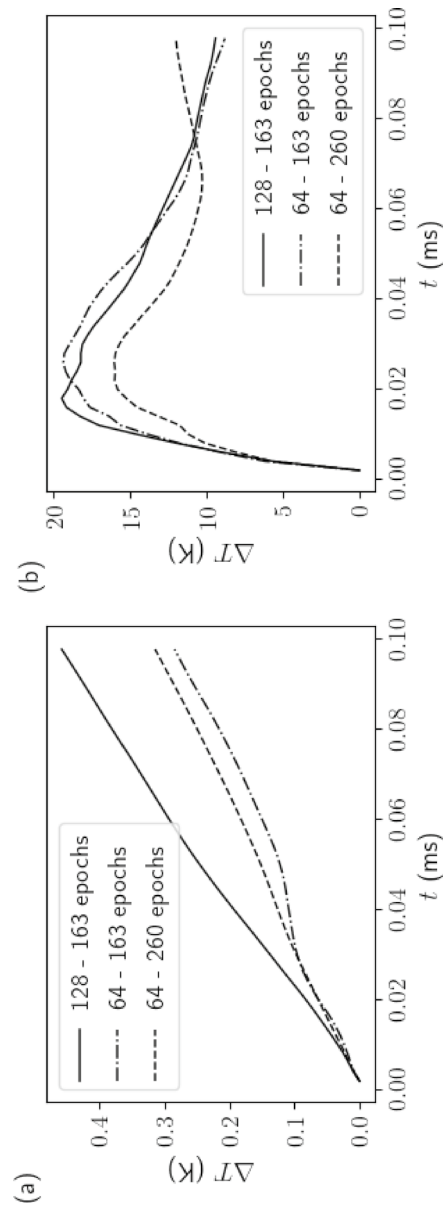 (a)
ΔT (K)
0.4
0.3
0.2
0.1
0.0
128 - 163 epochs
64 - 163 epochs
64 - 260 epochs
0.00 0.02 0.04 0.06 0.08 0.10
t (ms)
(b)
ΔT (K)
20
15
10
5
0
128 - 163 epochs
64 - 163 epochs
64 - 260 epochs
0.00 0.02 0.04 0.06 0.08 0.10
t (ms)